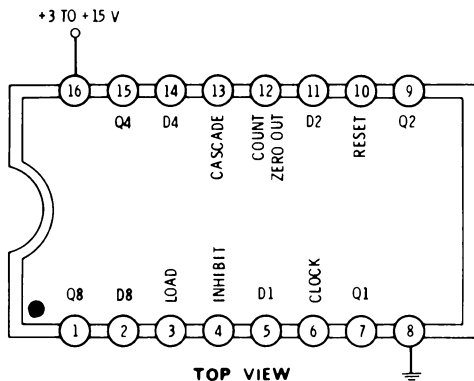 +3 TO +15 V
16 15 14 13 12 11 10 9
Q4 D4 CASCADE COUNT ZERO OUT D2 RESET Q2
Q8 D8 LOAD INHIBIT D1 CLOCK Q1
1 2 3 4 5 6 7 8
TOP VIEW